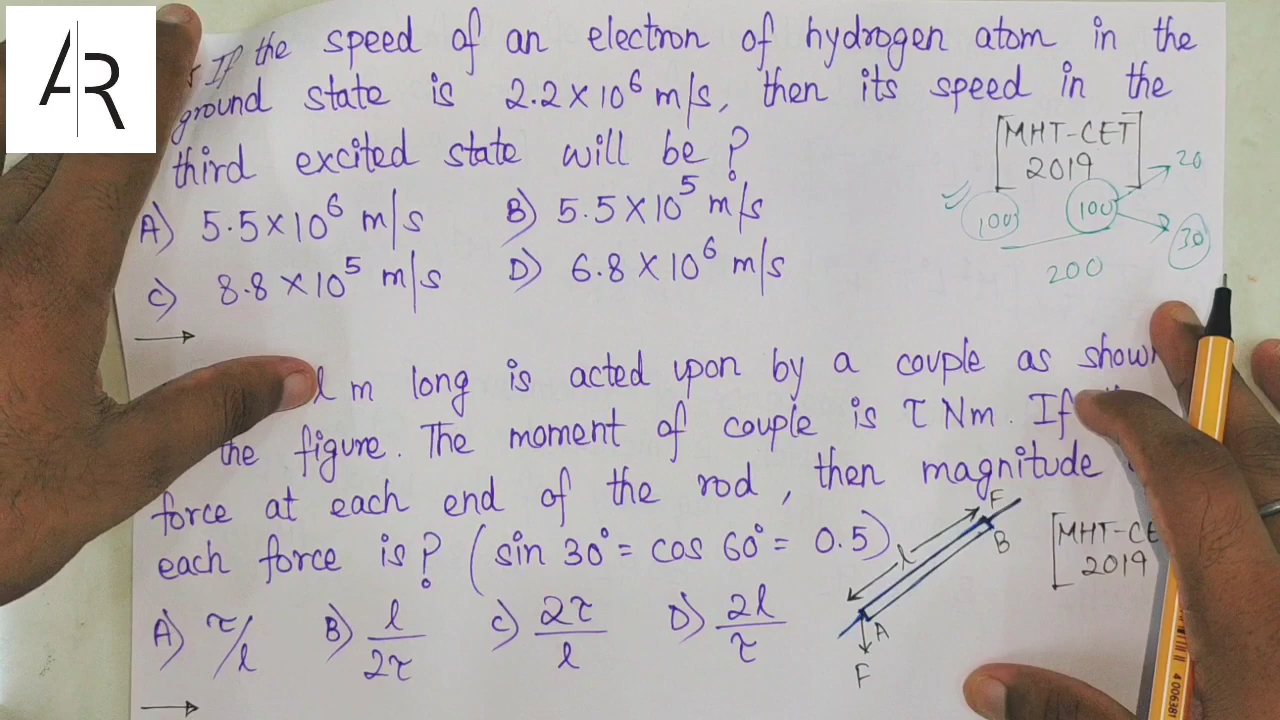 AR
If the speed of an electron of hydrogen atom in the
ground state is 2.2×10⁶ m/s, then its speed in the
third excited state will be?
[MHT-CET
2019]
A) 5.5×10⁶ m/s B) 5.5×10⁵ m/s
C) 8.8×10⁵ m/s D) 6.8×10⁶ m/s
100 100 20
30
200
l m long is acted upon by a couple as shown
the figure. The moment of couple is τ Nm. If
force at each end of the rod, then magnitude
each force is? (sin 30° = cos 60° = 0.5)
[MHT-CE
2019
A) τ/l B) l/2τ C) 2τ/l D) 2l/τ
F
l
B
A
F